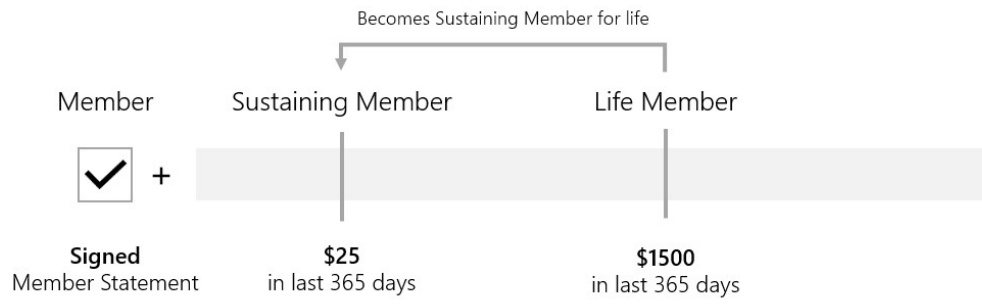 Becomes Sustaining Member for life
Member
Sustaining Member
Life Member
+
Signed
Member Statement
$25
in last 365 days
$1500
in last 365 days